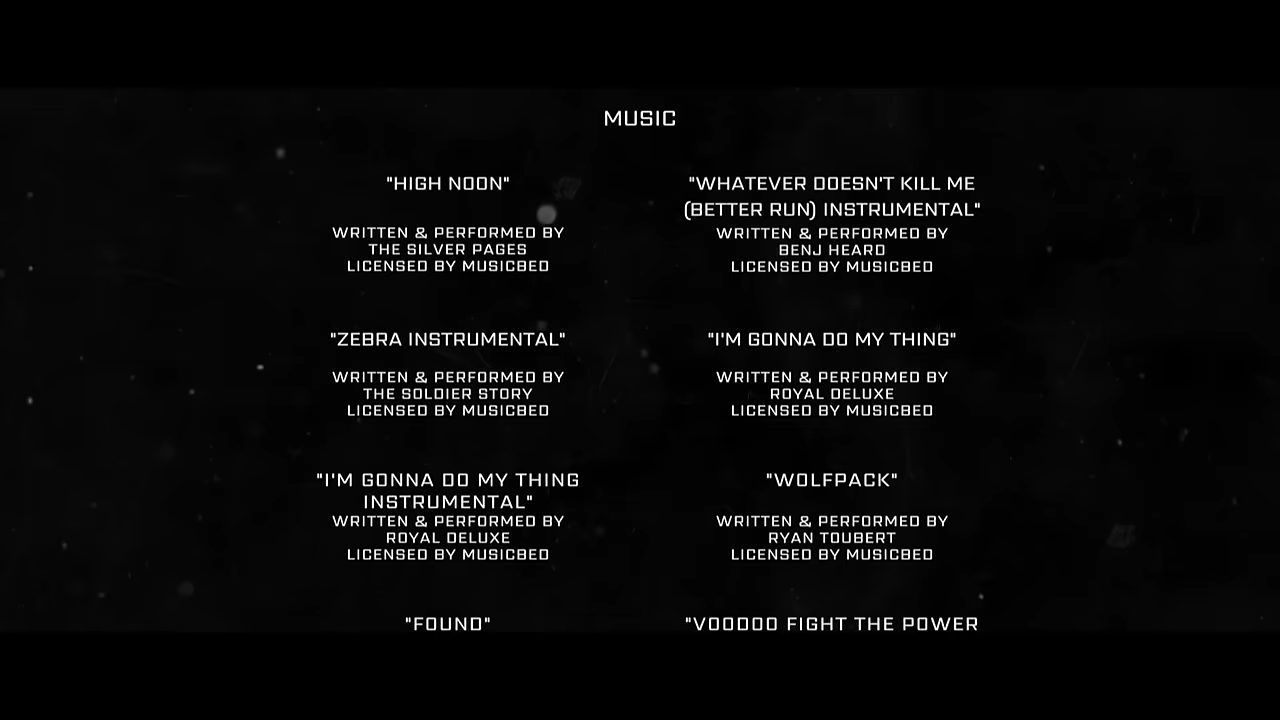 MUSIC
"HIGH NOON"
WRITTEN & PERFORMED BY
THE SILVER PAGES
LICENSED BY MUSICBED
"WHATEVER DOESN'T KILL ME
(BETTER RUN) INSTRUMENTAL"
WRITTEN & PERFORMED BY
BENJ HEARD
LICENSED BY MUSICBED
"ZEBRA INSTRUMENTAL"
WRITTEN & PERFORMED BY
THE SOLDIER STORY
LICENSED BY MUSICBED
"I'M GONNA DO MY THING"
WRITTEN & PERFORMED BY
ROYAL DELUXE
LICENSED BY MUSICBED
"I'M GONNA DO MY THING
INSTRUMENTAL"
WRITTEN & PERFORMED BY
ROYAL DELUXE
LICENSED BY MUSICBED
"WOLFPACK"
WRITTEN & PERFORMED BY
RYAN TOUBERT
LICENSED BY MUSICBED
"FOUND"
"VOODOO FIGHT THE POWER